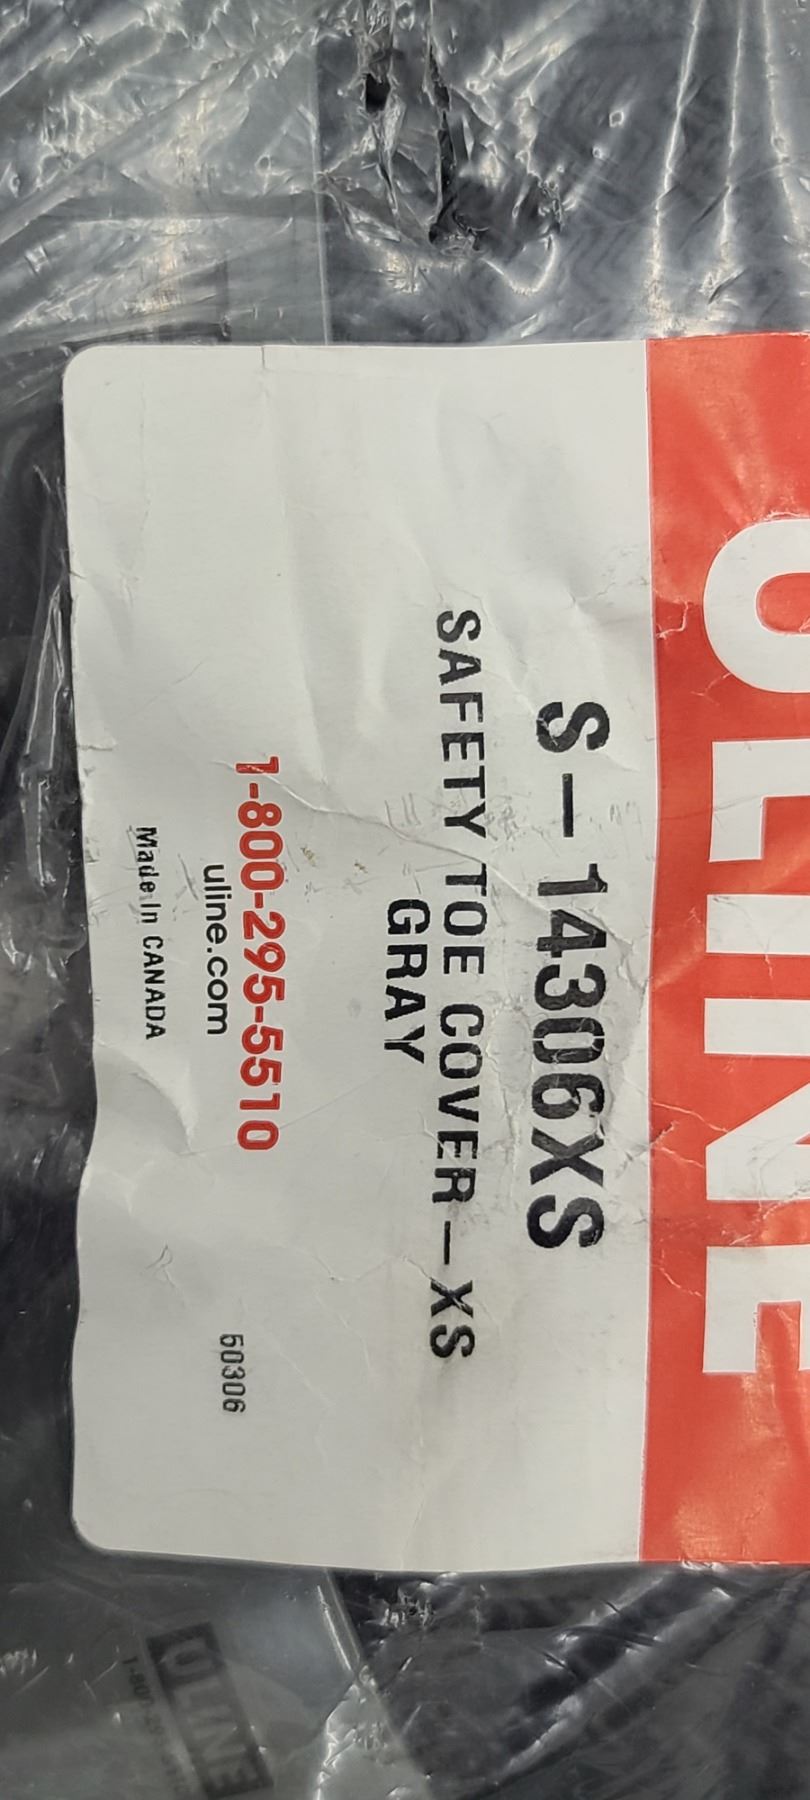 ULINE
S-14306XS
SAFETY TOE COVER-XS
GRAY
1-800-295-5510
uline.com
Made In CANADA
50306
ULINE